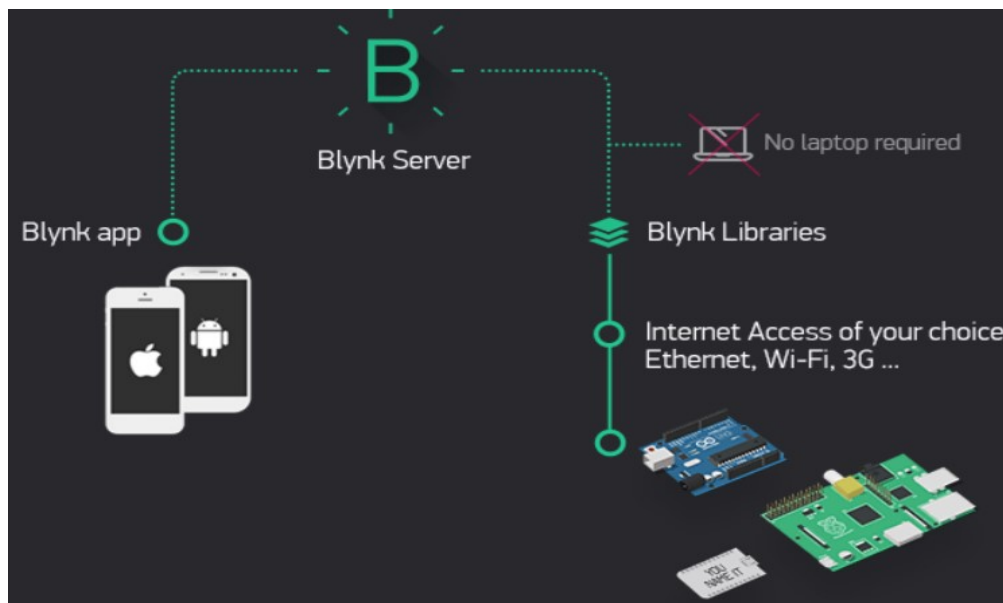 B
Blynk Server
No laptop required
Blynk app
Blynk Libraries
Internet Access of your choice
Ethernet, Wi-Fi, 3G ...
YOU
NAME IT